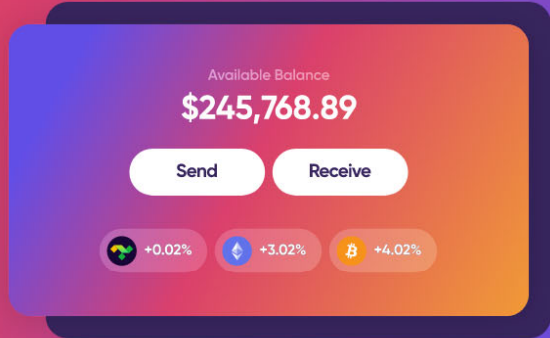 Available Balance
$245,768.89
Send Receive
+0.02% +3.02% +4.02%